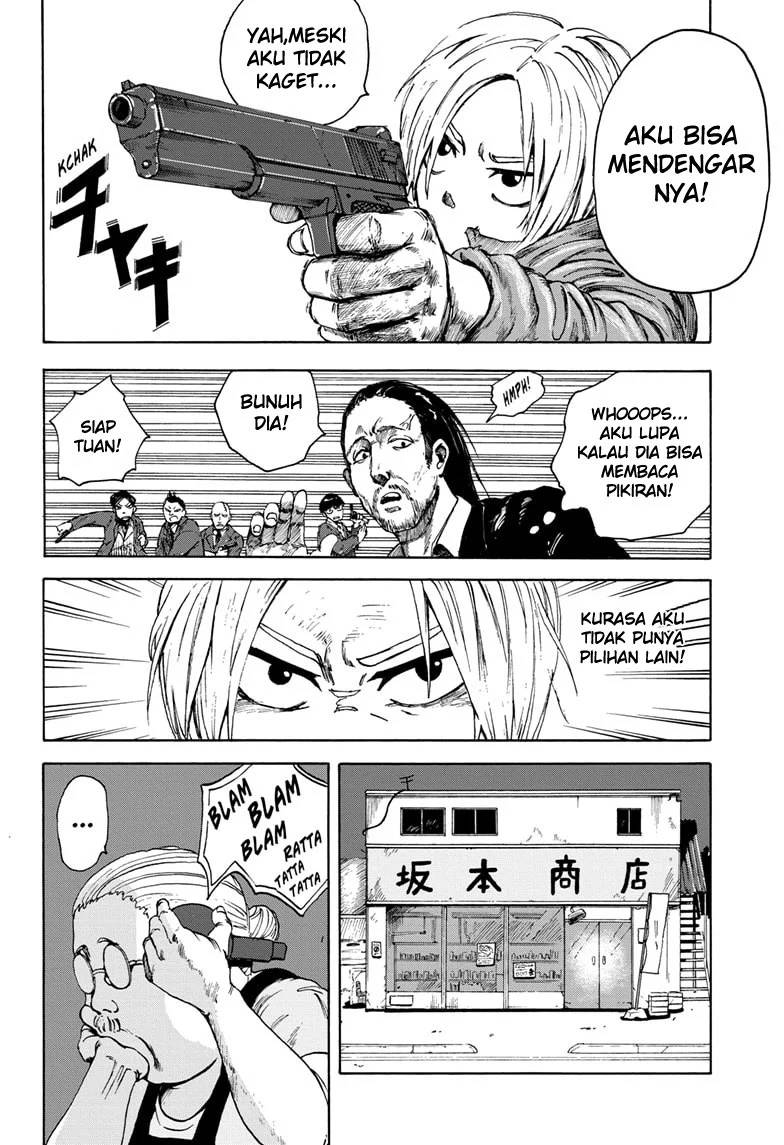 AKU BISA
MENDENGAR
NYA!
YAH,MESKI
AKU TIDAK
KAGET...
KCHAK
チャキ
WHOOOPS...
AKU LUPA
KALAU DIA BISA
MEMBACA
PIKIRAN!
HMPH!
BUNUH
DIA!
SIAP
TUAN!
KURASA AKU
TIDAK PUNYA
PILIHAN LAIN!
坂本商店
BLAM
BLAM
BLAM
RATTA
TATTA
TATTA
...